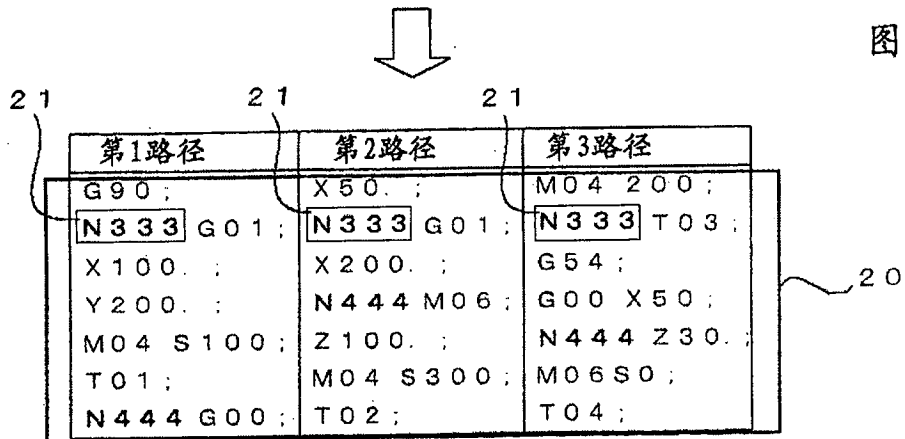 图
21 21 21
第1路径 第2路径 第3路径
G90; X50. ; M04 200;
N333 G01; N333 G01; N333 T03;
X100. ; X200. ; G54;
Y200. ; N444 M06; G00 X50;
M04 S100; Z100. ; N444 Z30.;
T01; M04 S300; M06S0;
N444 G00; T02; T04;
20